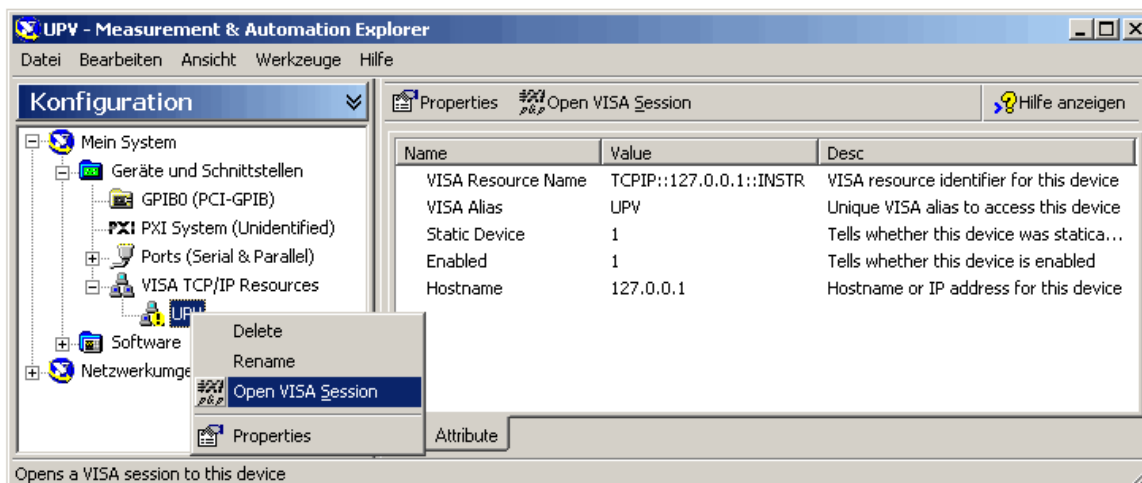 UPV - Measurement & Automation Explorer
Datei Bearbeiten Ansicht Werkzeuge Hilfe
Konfiguration
Properties Open VISA Session Hilfe anzeigen
Mein System
Geräte und Schnittstellen
GPIB0 (PCI-GPIB)
PXI PXI System (Unidentified)
Ports (Serial & Parallel)
VISA TCP/IP Resources
UPV
Software
Netzwerkumge
Delete
Rename
Open VISA Session
Properties
Name Value Desc
VISA Resource Name TCPIP::127.0.0.1::INSTR VISA resource identifier for this device
VISA Alias UPV Unique VISA alias to access this device
Static Device 1 Tells whether this device was statica...
Enabled 1 Tells whether this device is enabled
Hostname 127.0.0.1 Hostname or IP address for this device
Attribute
Opens a VISA session to this device